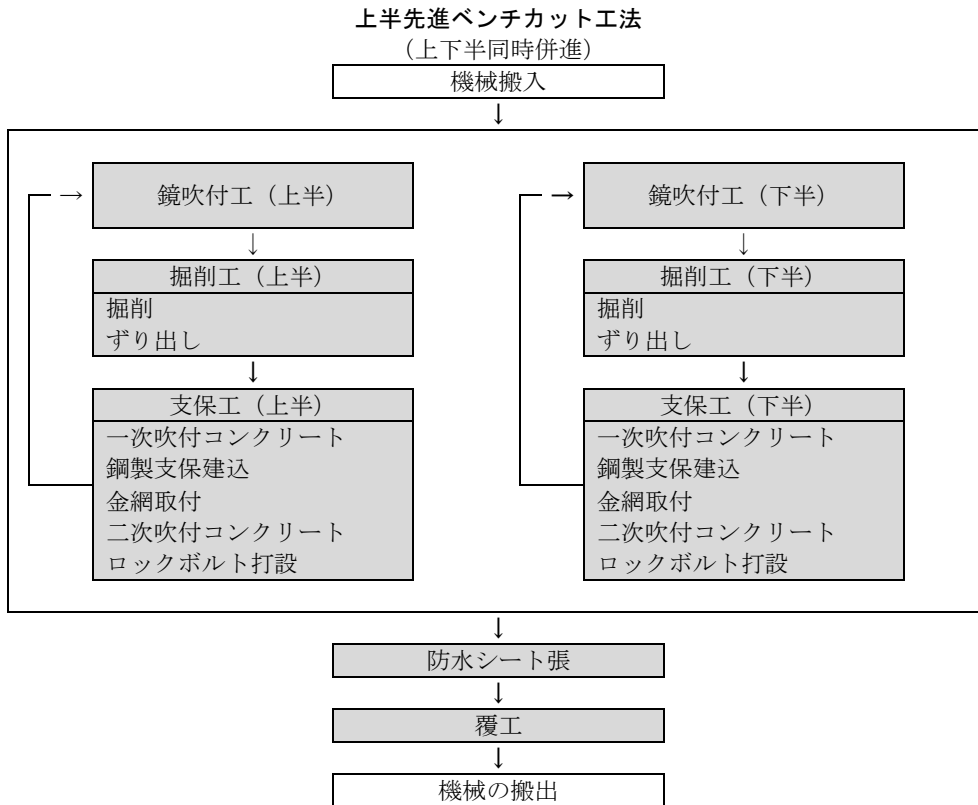 上半先進ベンチカット工法
(上下半同時併進)
機械搬入
↓
→ 鏡吹付工(上半)
↓
掘削工(上半)
掘削
ずり出し
↓
支保工(上半)
一次吹付コンクリート
鋼製支保建込
金網取付
二次吹付コンクリート
ロックボルト打設
→ 鏡吹付工(下半)
↓
掘削工(下半)
掘削
ずり出し
↓
支保工(下半)
一次吹付コンクリート
鋼製支保建込
金網取付
二次吹付コンクリート
ロックボルト打設
↓
防水シート張
↓
覆工
↓
機械の搬出